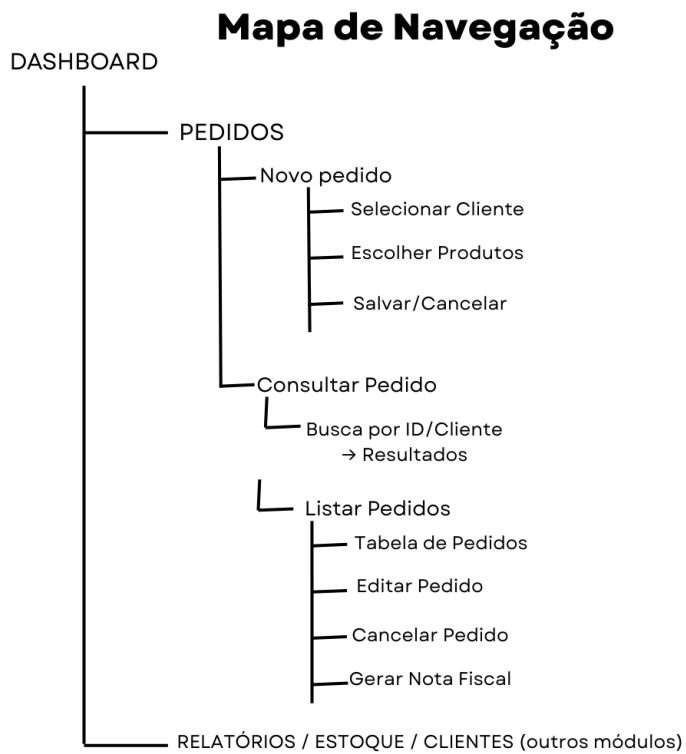 Mapa de Navegação
DASHBOARD
PEDIDOS
Novo pedido
Selecionar Cliente
Escolher Produtos
Salvar/Cancelar
Consultar Pedido
Busca por ID/Cliente
→ Resultados
Listar Pedidos
Tabela de Pedidos
Editar Pedido
Cancelar Pedido
Gerar Nota Fiscal
RELATÓRIOS / ESTOQUE / CLIENTES (outros módulos)